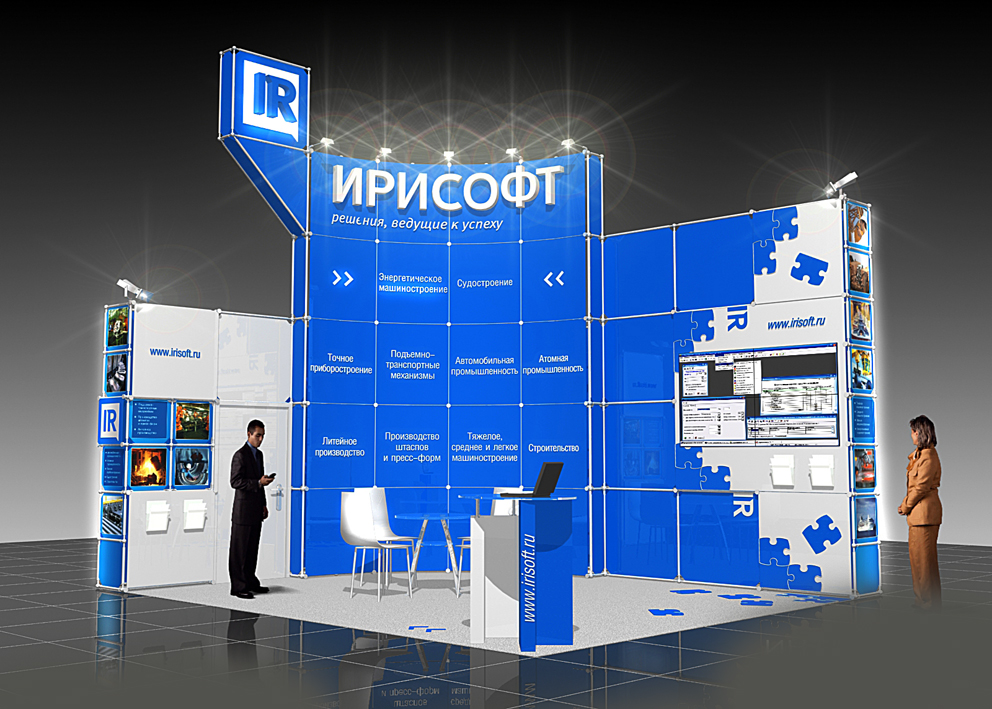 IR
ИРИСОФТ
решения, ведущие к успеху
Энергетическое
машиностроение
Судостроение
Точное
приборостроение
Подъемно-
транспортные
механизмы
Автомобильная
промышленность
Атомная
промышленность
Литейное
производство
Производство
штаспов
и пресс-форм
Тяжелое,
среднее и легкое
машиностроение
Строительство
www.irisoft.ru
IR
IR
www.irisoft.ru
IR
www.irisoft.ru